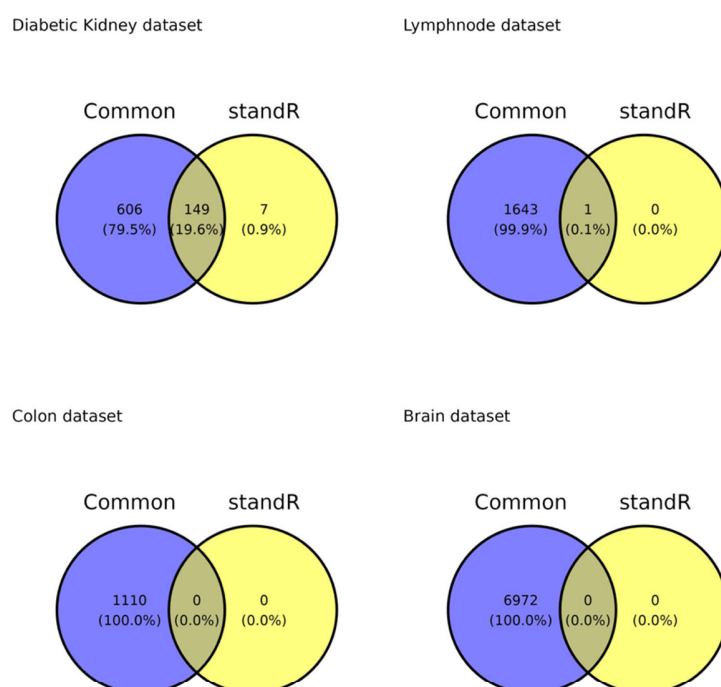 Diabetic Kidney dataset
Common standR
606 149 7
(79.5%) (19.6%) (0.9%)
Lymphnode dataset
Common standR
1643 1 0
(99.9%) (0.1%) (0.0%)
Colon dataset
Common standR
1110 0 0
(100.0%) (0.0%) (0.0%)
Brain dataset
Common standR
6972 0 0
(100.0%) (0.0%) (0.0%)